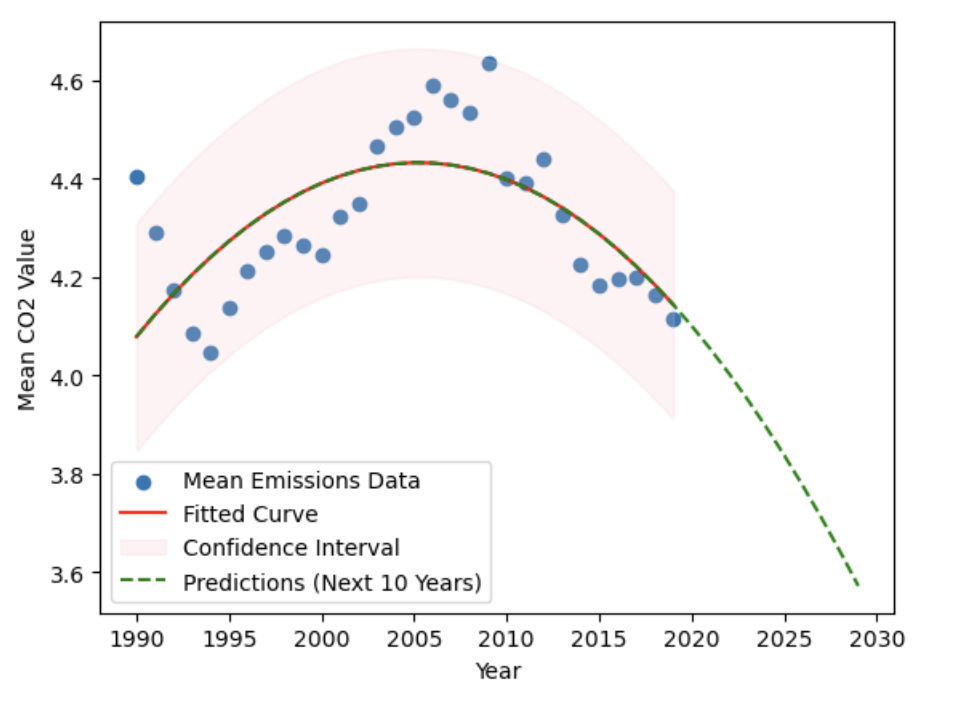 4.6
4.4
4.2
4.0
3.8
3.6
Mean CO2 Value
Mean Emissions Data
Fitted Curve
Confidence Interval
Predictions (Next 10 Years)
1990 1995 2000 2005 2010 2015 2020 2025 2030
Year